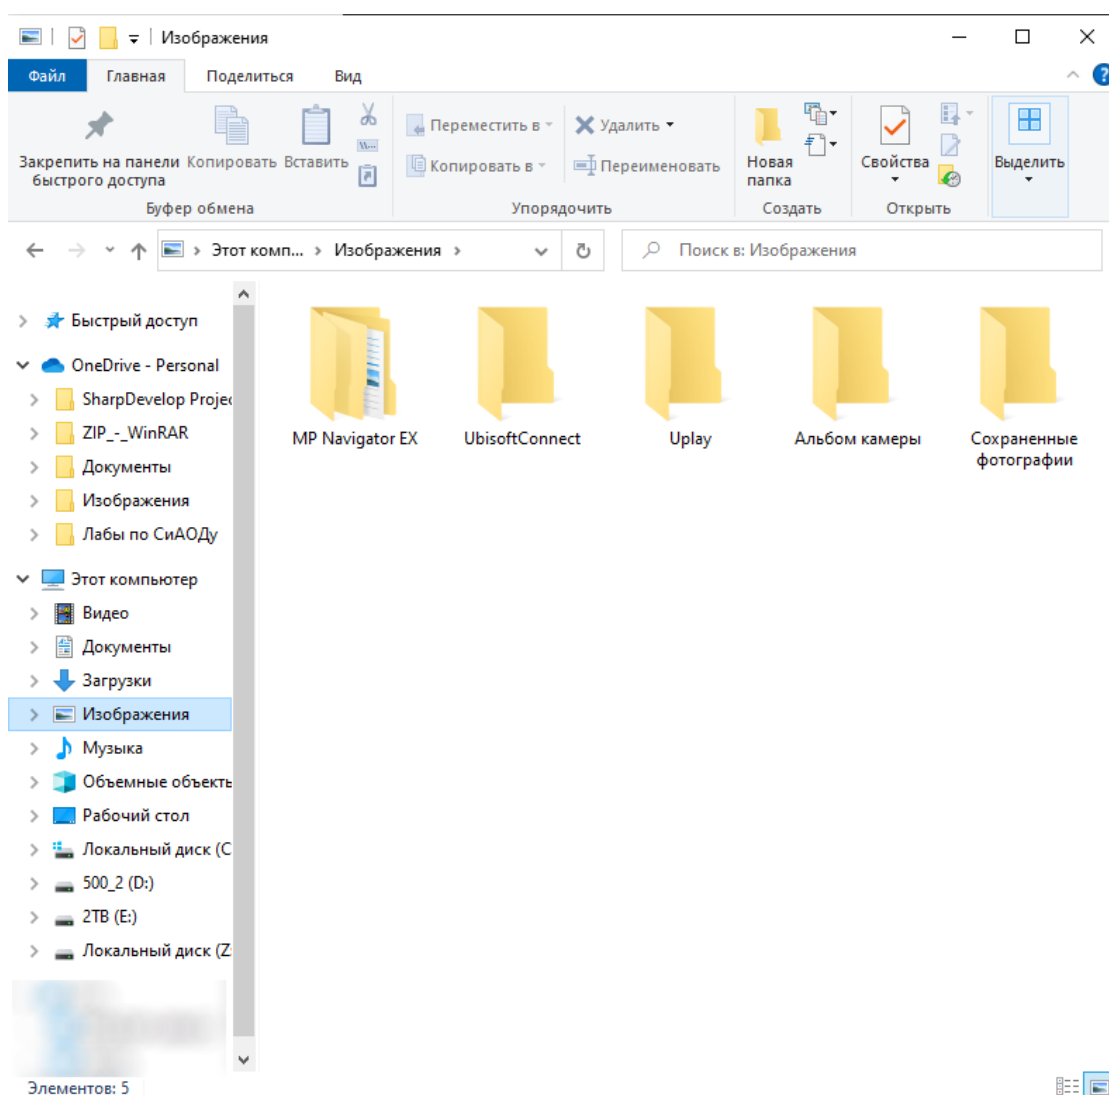 Изображения
Файл
Главная
Поделиться
Вид
Закрепить на панели
быстрого доступа
Копировать
Вставить
Переместить в
Копировать в
Удалить
Переименовать
Новая
папка
Свойства
Выделить
Буфер обмена
Упорядочить
Создать
Открыть
Этот комп... › Изображения ›
Поиск в: Изображения
Быстрый доступ
OneDrive - Personal
SharpDevelop Projec
ZIP_-_WinRAR
Документы
Изображения
Лабы по СиАОДу
Этот компьютер
Видео
Документы
Загрузки
Изображения
Музыка
Объемные объекты
Рабочий стол
Локальный диск (C
500_2 (D:)
2TB (E:)
Локальный диск (Z
MP Navigator EX
UbisoftConnect
Uplay
Альбом камеры
Сохраненные
фотографии
Элементов: 5